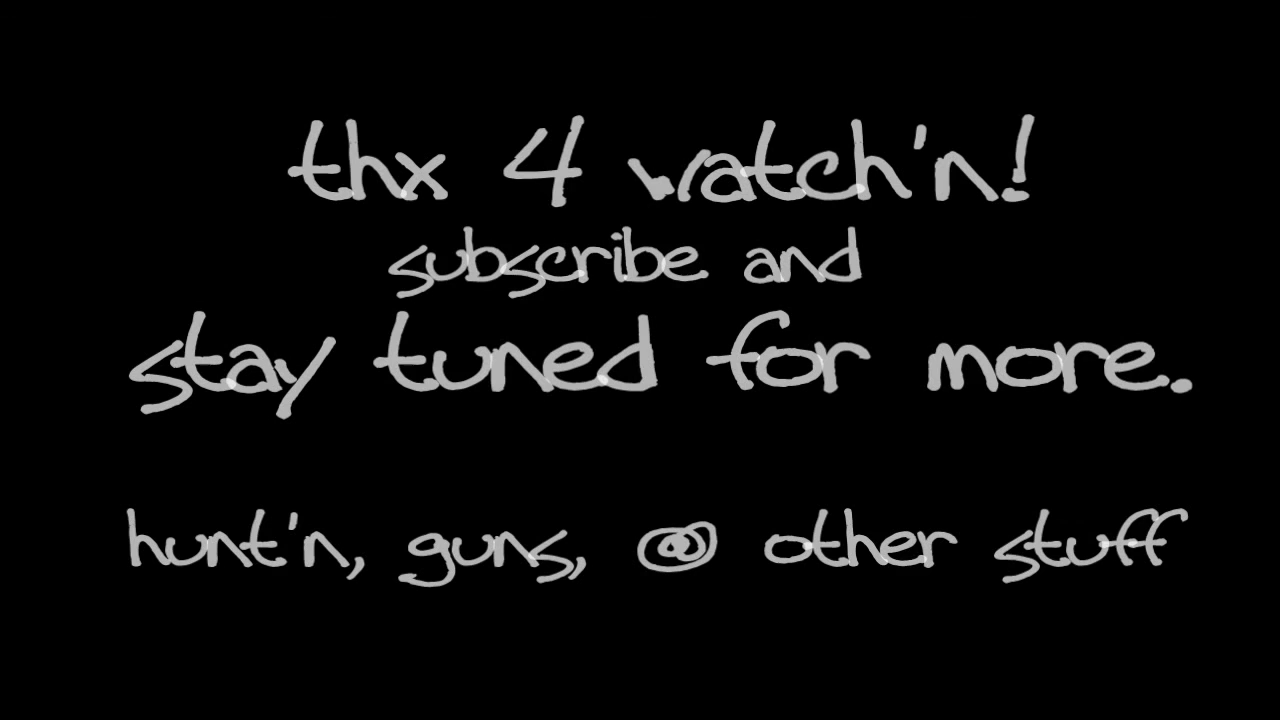 thx 4 watch'n!
subscribe and
stay tuned for more.
hunt'n, guns, @ other stuff